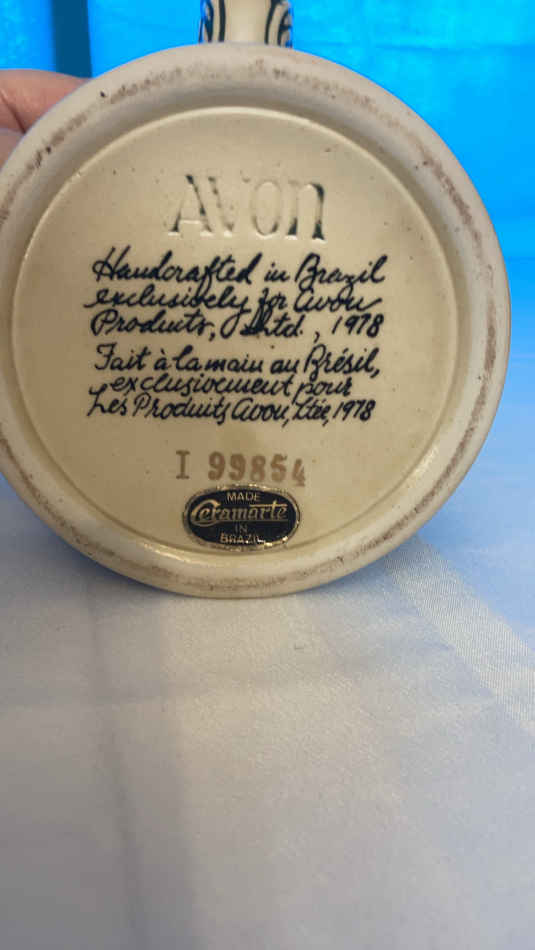 AVON
Handcrafted in Brazil
exclusively for Avon
Products, Ltd., 1978
Fait à la main au Brésil,
exclusivement pour
Les Produits Avon, Ltée, 1978
I 99854
MADE
Ceramarte
IN
BRAZIL